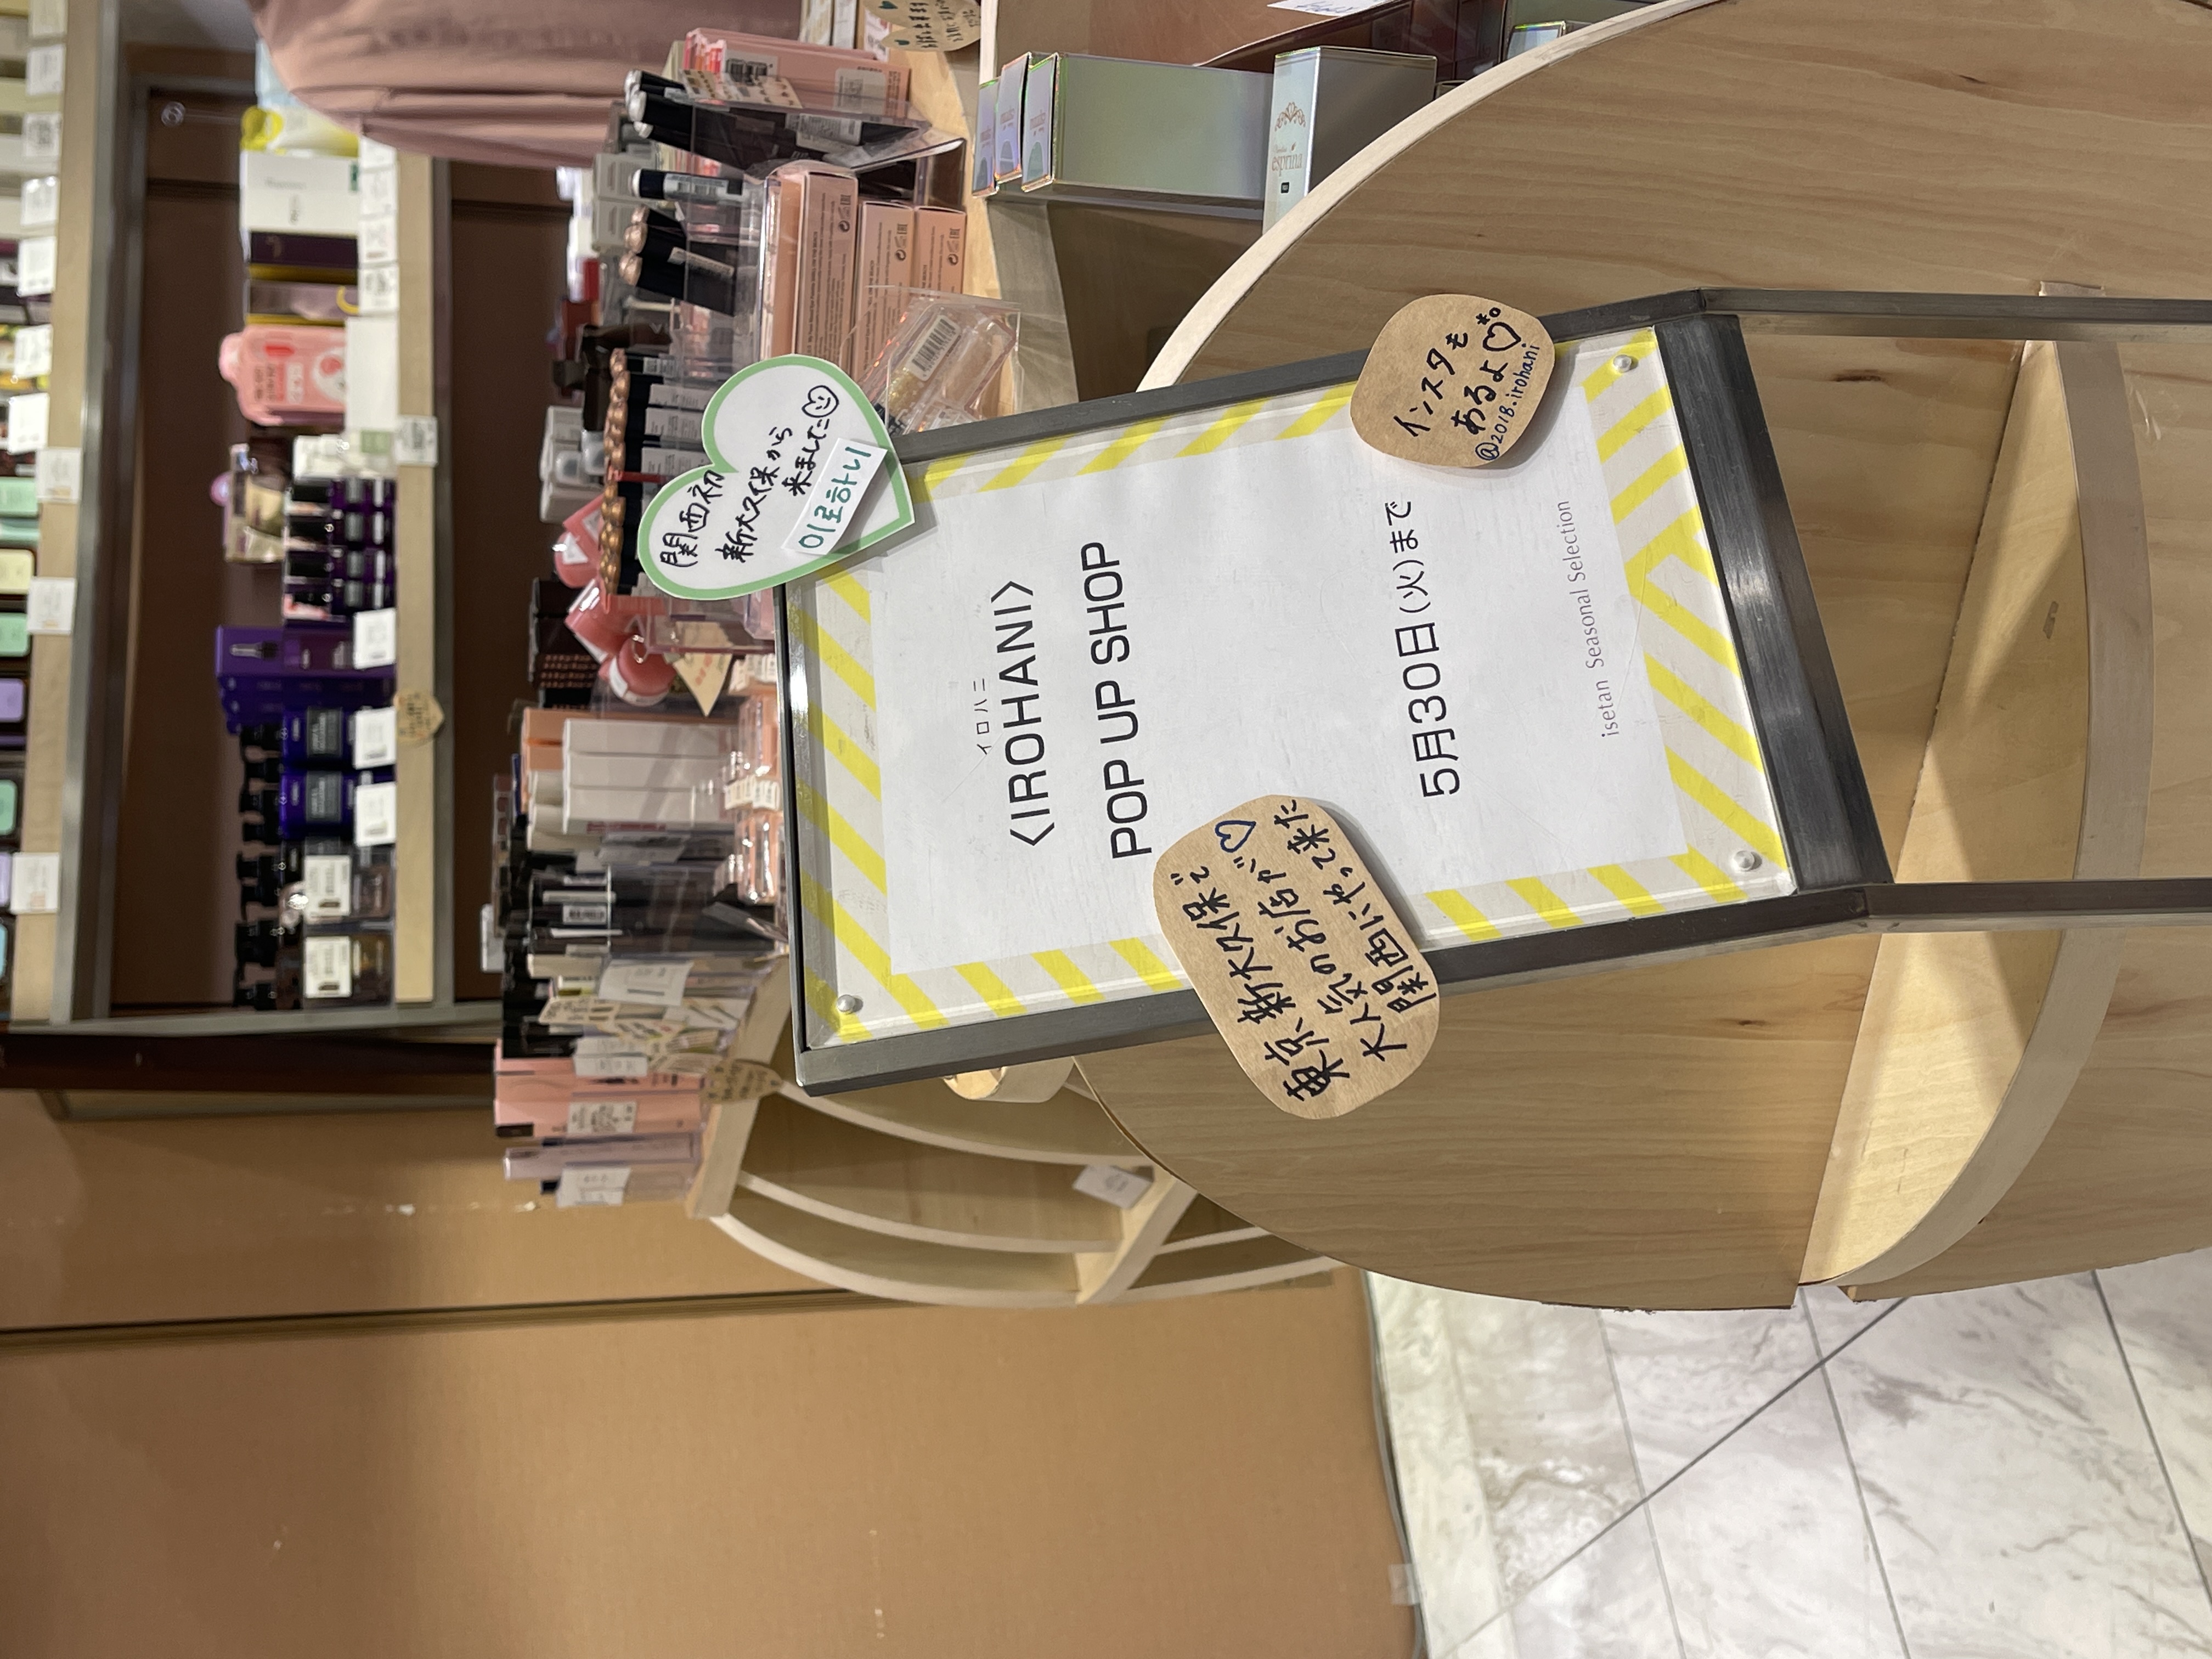 関西初
新大久保から
来ました
이로하니
イロハニ
〈IROHANI〉
POP UP SHOP
東京、新大久保で
大人気のお店が
関西にやって来た
5月30日(火)まで
インスタも
あるよ
@2018.irohani
isetan Seasonal Selection
esprina